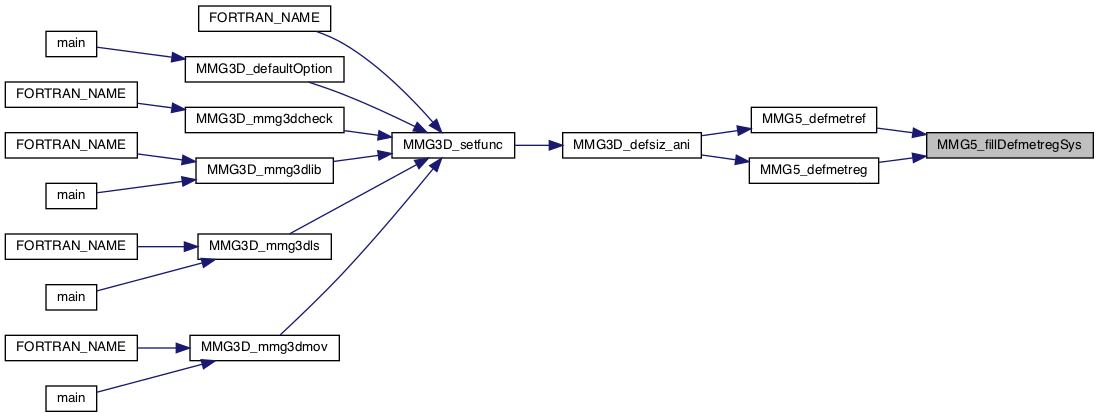 FORTRAN_NAME
main
MMG3D_defaultOption
FORTRAN_NAME
MMG3D_mmg3dcheck
MMG5_defmetref
FORTRAN_NAME
MMG3D_setfunc
MMG3D_defsiz_ani
MMG5_fillDefmetregSys
MMG3D_mmg3dlib
MMG5_defmetreg
main
FORTRAN_NAME
MMG3D_mmg3dls
main
FORTRAN_NAME
MMG3D_mmg3dmov
main